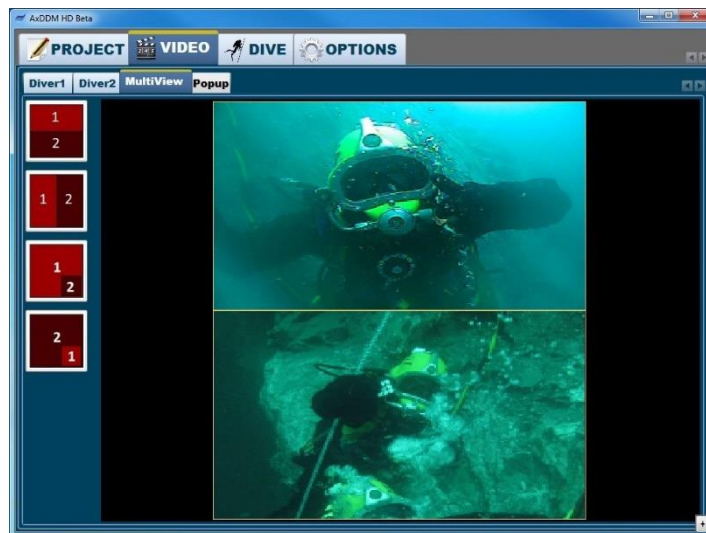 AxDDM HD Beta
PROJECT VIDEO DIVE OPTIONS
Diver1 Diver2 MultiView Popup
1
2
1 2
1
2
2
1